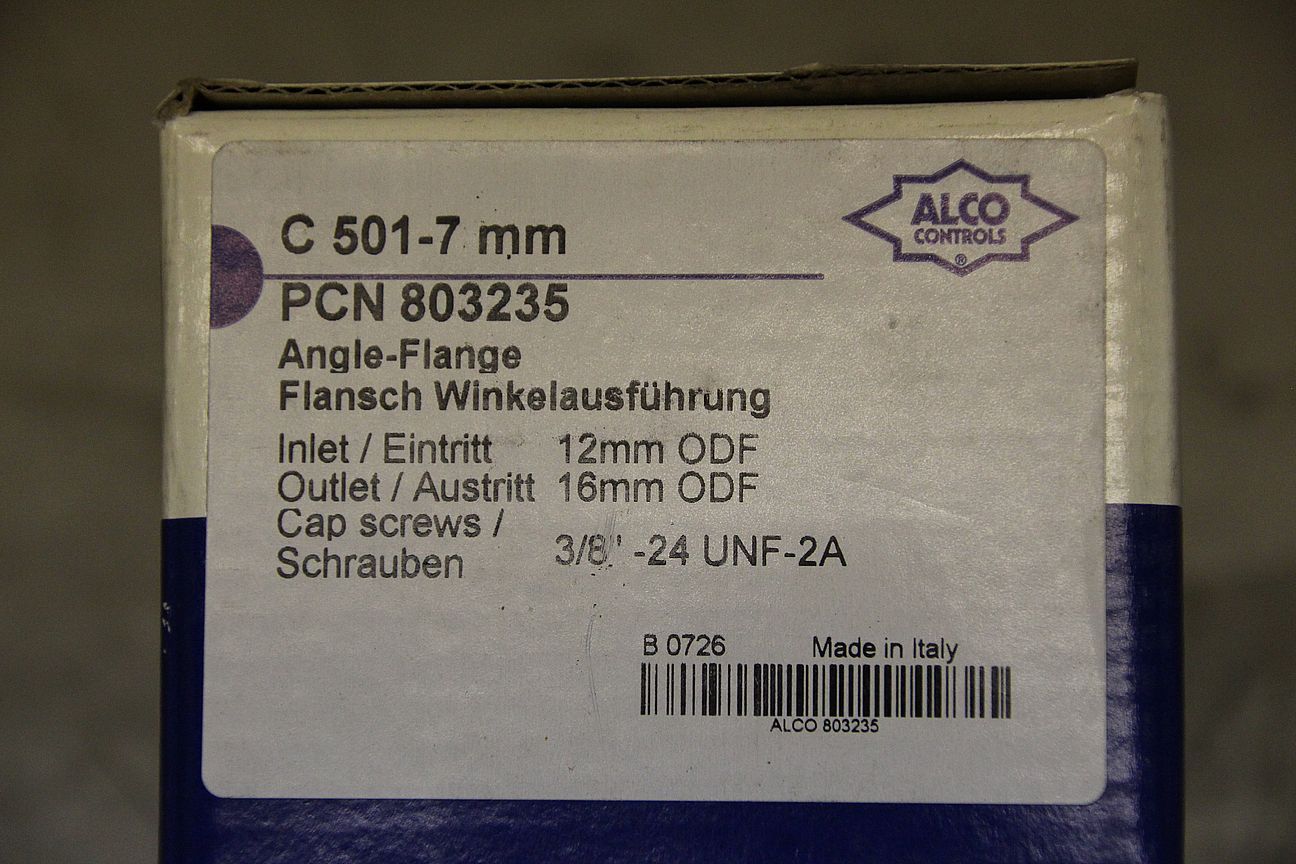 ALCO
CONTROLS
®
C 501-7 mm
PCN 803235
Angle-Flange
Flansch Winkelausführung
Inlet / Eintritt 12mm ODF
Outlet / Austritt 16mm ODF
Cap screws /
Schrauben 3/8" -24 UNF-2A
B 0726 Made in Italy
ALCO 803235